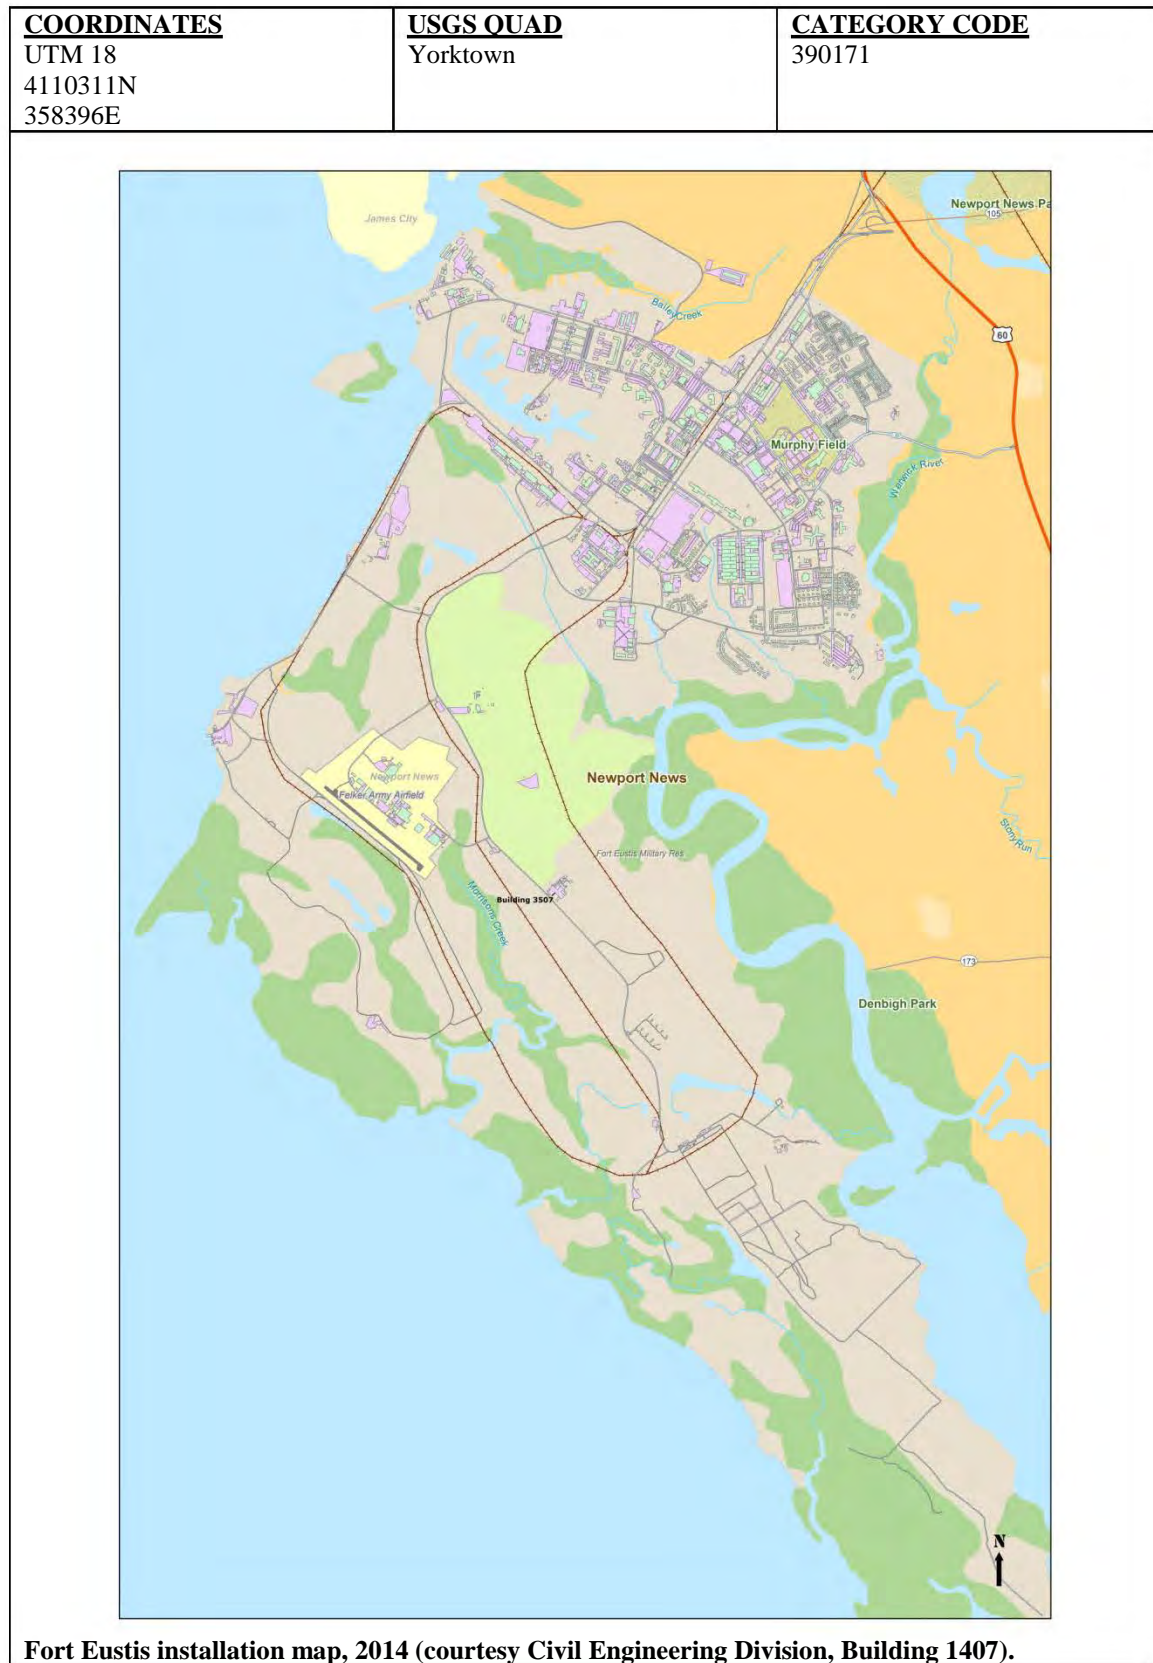 COORDINATES
UTM 18
4110311N
358396E
USGS QUAD
Yorktown
CATEGORY CODE
390171
James City
Newport News Pa
105
Bailey Creek
60
Murphy Field
Warwick River
Newport News
Felker Army Airfield
Newport News
Stony Run
Fort Eustis Military Res
Building 3507
Morrisons Creek
173
Denbigh Park
N
Fort Eustis installation map, 2014 (courtesy Civil Engineering Division, Building 1407).